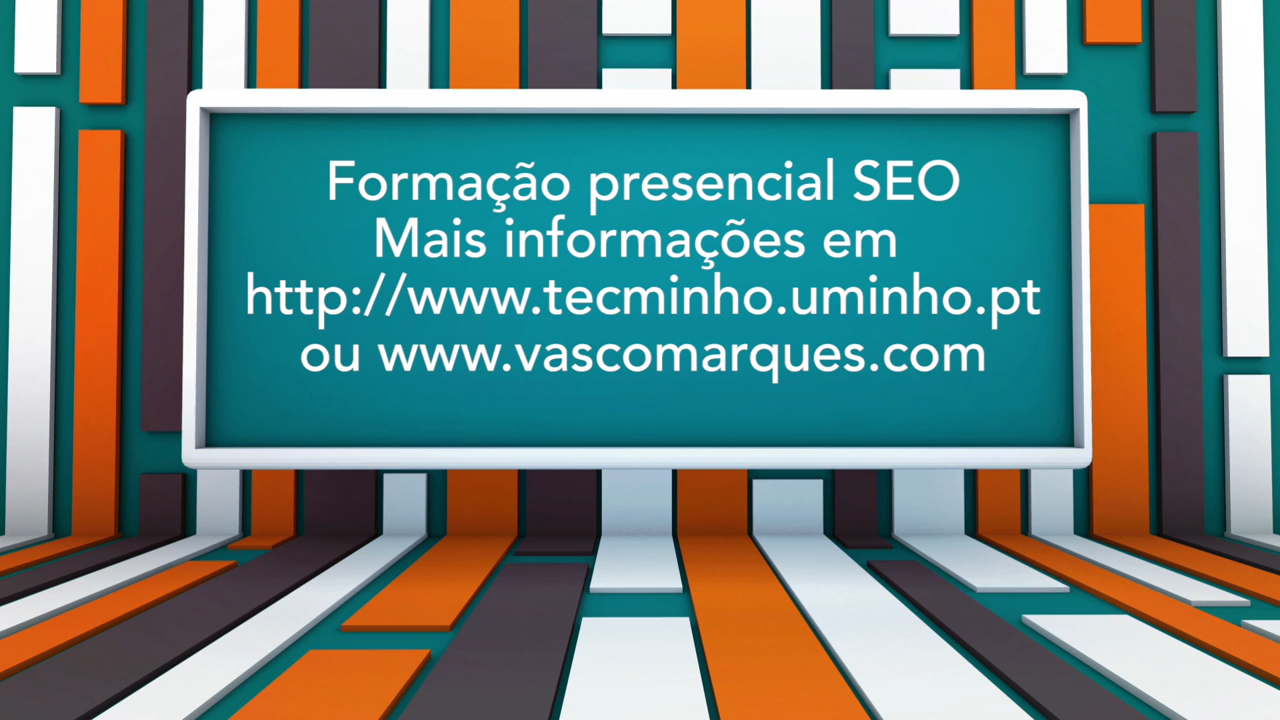 Formação presencial SEO
Mais informações em
http://www.tecminho.uminho.pt
ou www.vascomarques.com